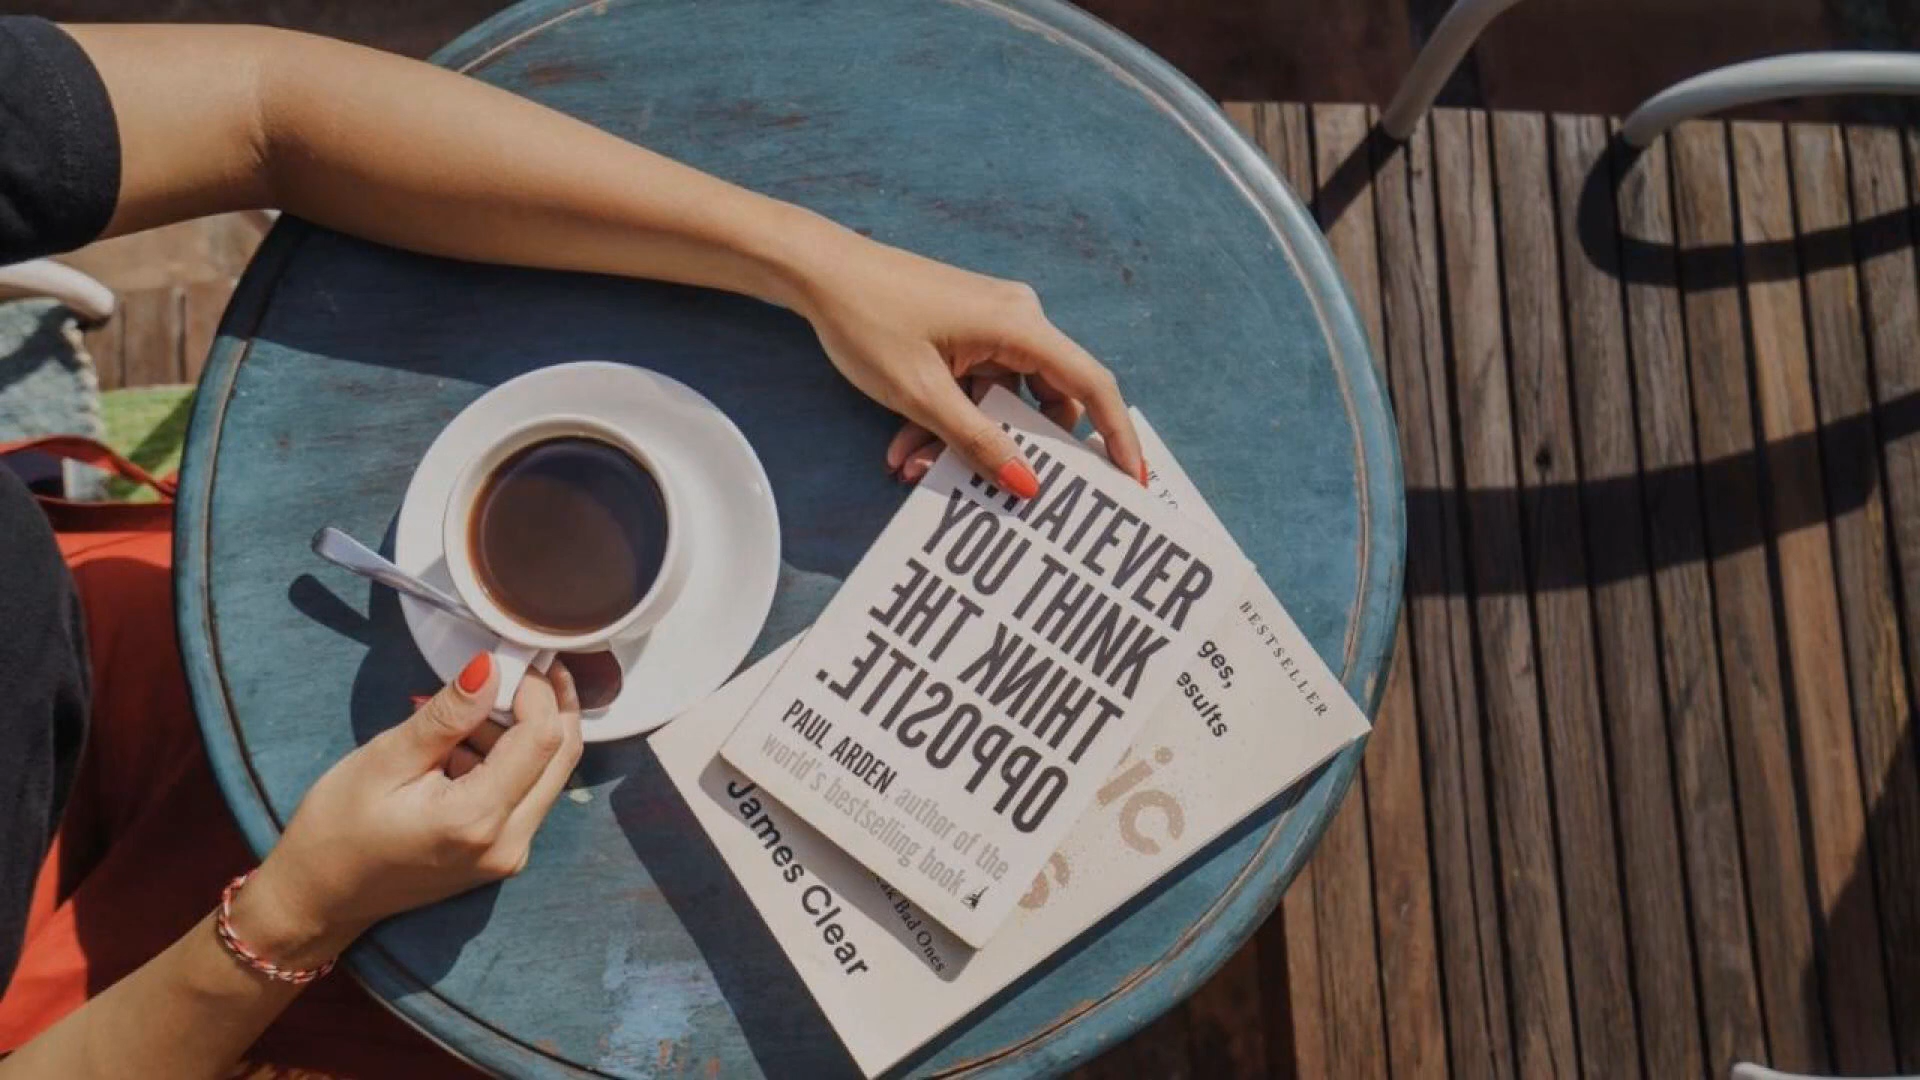 WHATEVER
YOU THINK
THINK THE
OPPOSITE.
PAUL ARDEN, author of the
world's bestselling book
BESTSELLER
ges,
esults
ic
s
James Clear
Bad Ones